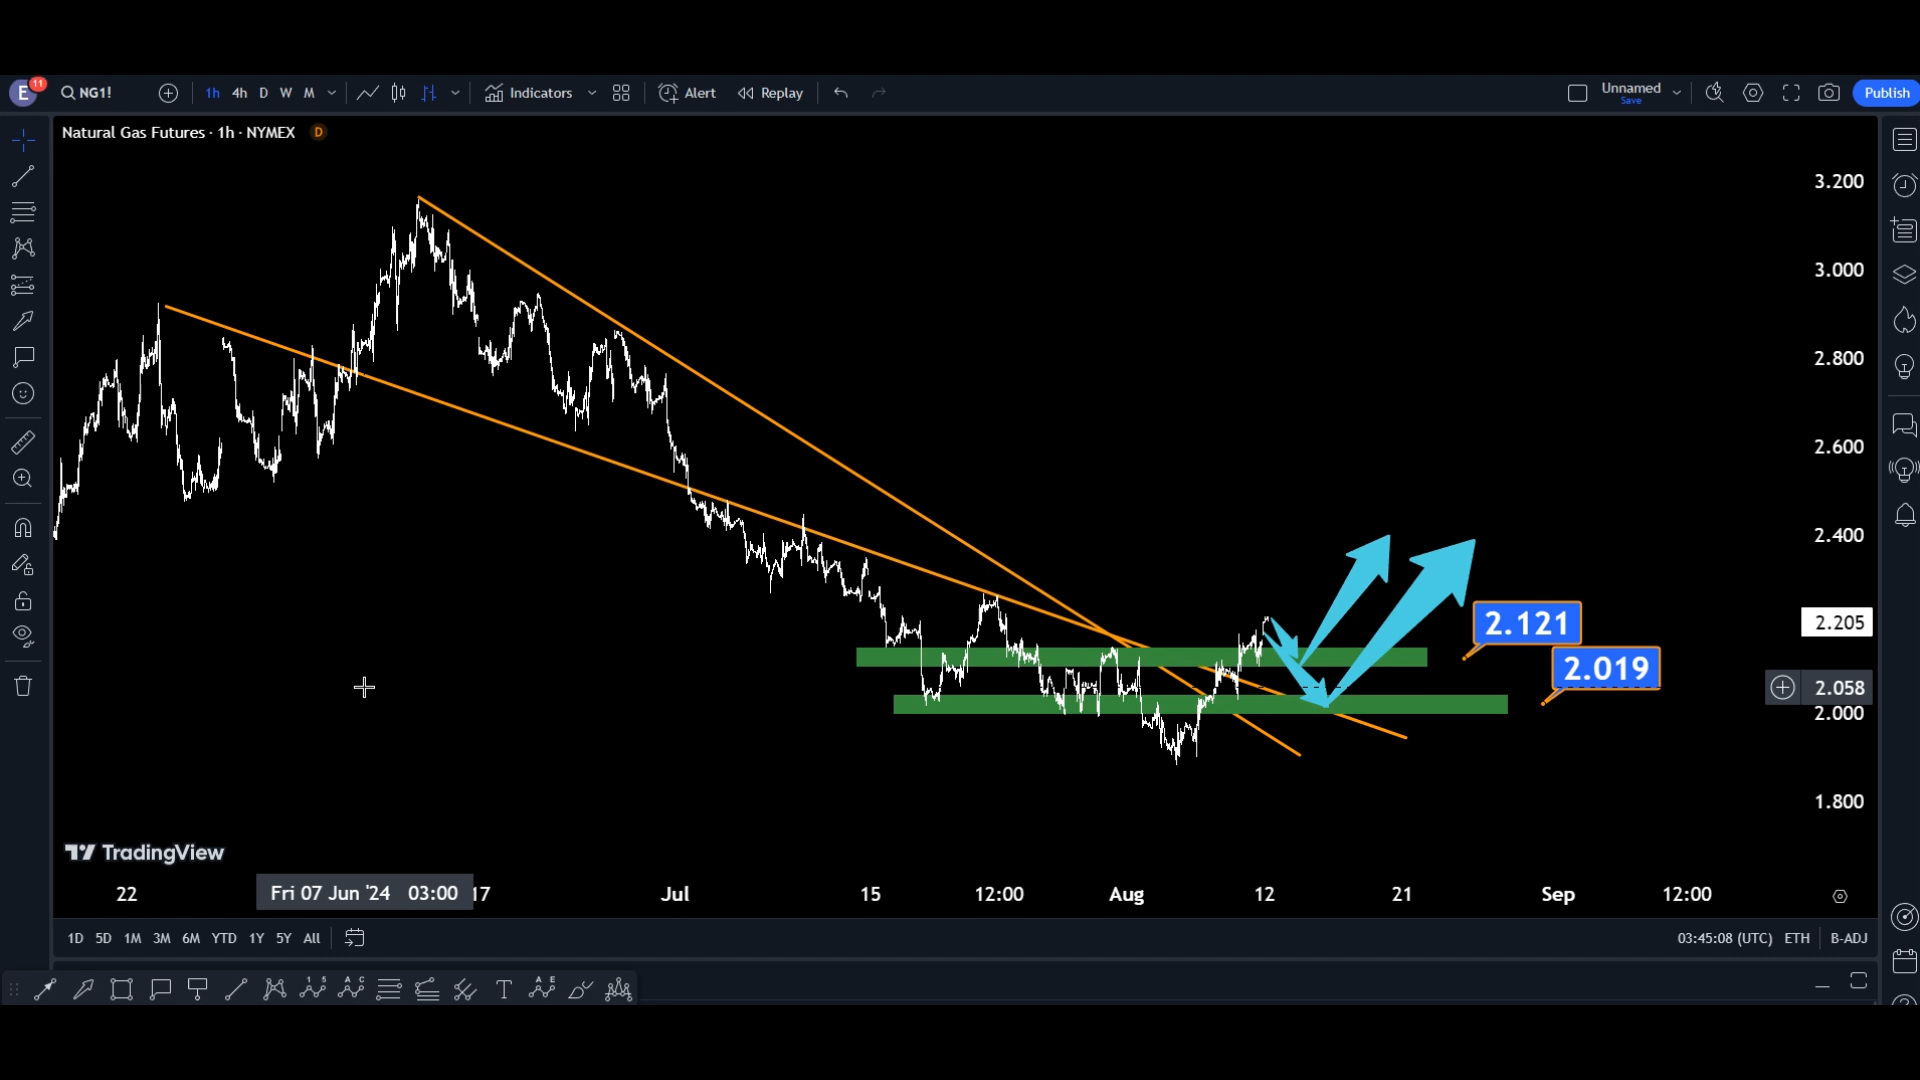 E 11 NG1! 1h 4h D W M Indicators Alert Replay Unnamed Save Publish
Natural Gas Futures · 1h · NYMEX D
3.200
3.000
2.800
2.600
2.400
2.121
2.205
2.019
2.058
2.000
1.800
TradingView
22 Fri 07 Jun '24 03:00 17 Jul 15 12:00 Aug 12 21 Sep 12:00
1D 5D 1M 3M 6M YTD 1Y 5Y All 03:45:08 (UTC) ETH B-ADJ